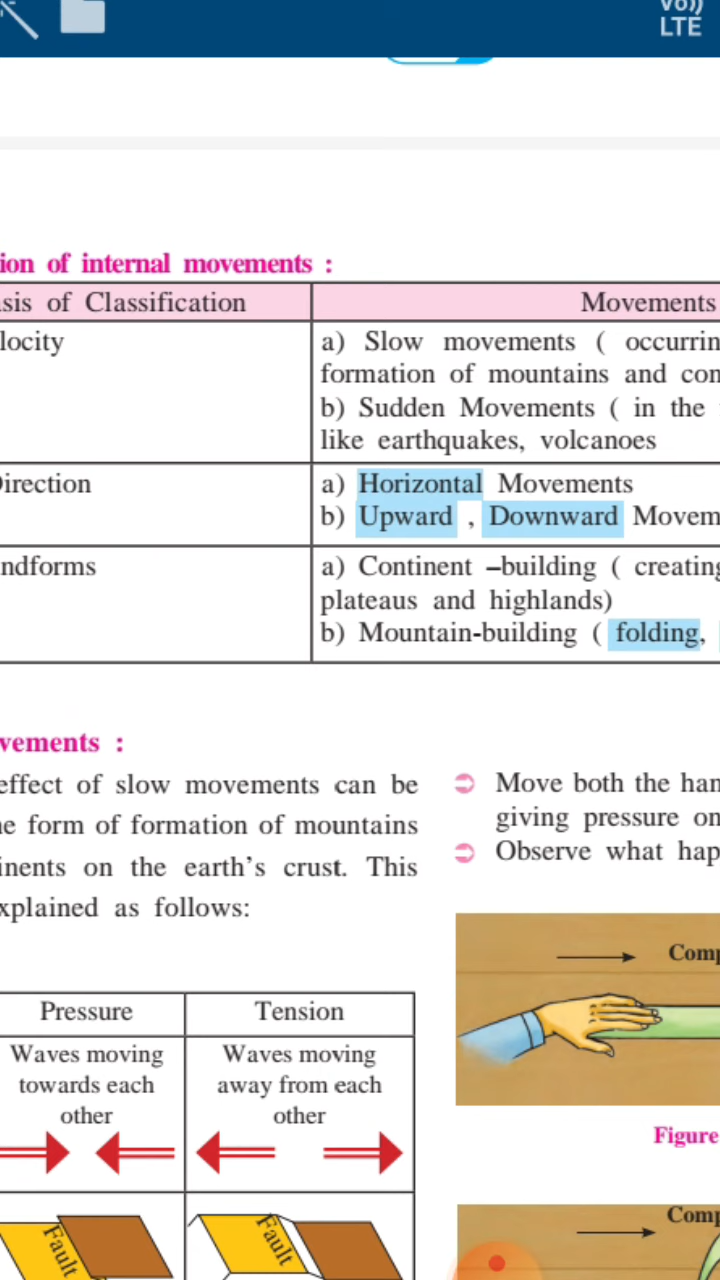 Vo))
LTE
ion of internal movements :
sis of Classification
Movements
locity
a) Slow movements ( occurrin
formation of mountains and con
b) Sudden Movements ( in the
like earthquakes, volcanoes
irection
a) Horizontal Movements
b) Upward , Downward Movem
ndforms
a) Continent –building ( creating
plateaus and highlands)
b) Mountain-building ( folding,
vements :
effect of slow movements can be
e form of formation of mountains
inents on the earth's crust. This
xplained as follows:
Move both the han
giving pressure on
Observe what hap
Comp
Figure
Comp
Pressure
Tension
Waves moving
towards each
other
Waves moving
away from each
other
Fault
Fault